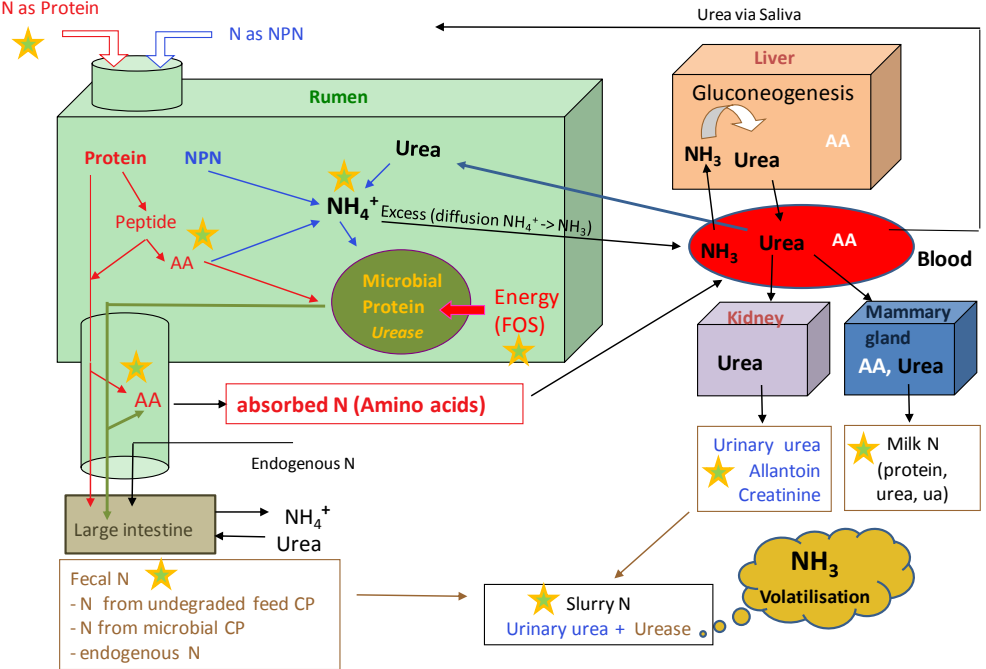 N as Protein
N as NPN
Urea via Saliva
Rumen
Protein
NPN
Urea
Peptide
AA
NH₄⁺
Excess (diffusion NH₄⁺ -> NH₃)
Microbial
Protein
Urease
Energy
(FOS)
Liver
Gluconeogenesis
AA
NH₃
Urea
NH₃
Urea
AA
Blood
Kidney
Urea
Mammary
gland
AA, Urea
AA
absorbed N (Amino acids)
Endogenous N
Large intestine
NH₄⁺
Urea
Urinary urea
Allantoin
Creatinine
Milk N
(protein,
urea, ua)
Fecal N
- N from undegraded feed CP
- N from microbial CP
- endogenous N
Slurry N
Urinary urea + Urease
NH₃
Volatilisation